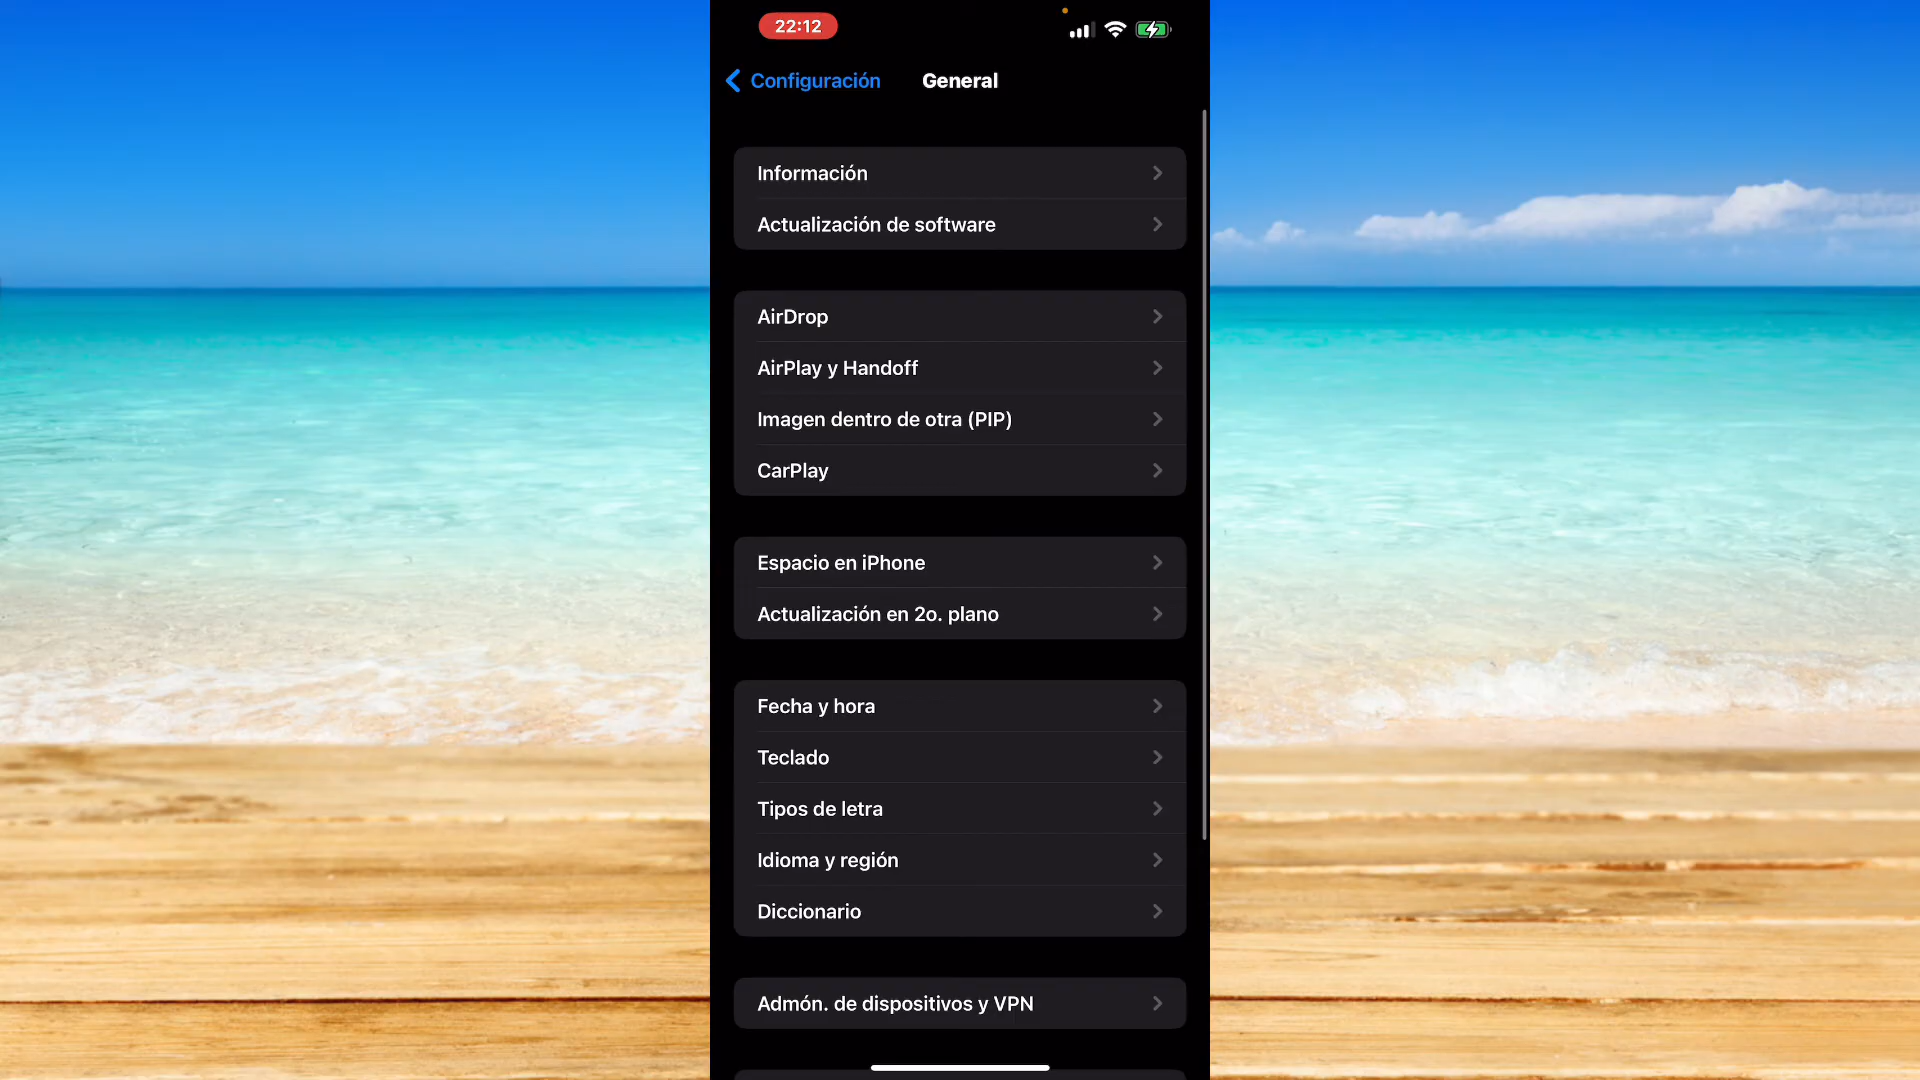 22:12
Configuración
General
Información
Actualización de software
AirDrop
AirPlay y Handoff
Imagen dentro de otra (PIP)
CarPlay
Espacio en iPhone
Actualización en 2o. plano
Fecha y hora
Teclado
Tipos de letra
Idioma y región
Diccionario
Admón. de dispositivos y VPN